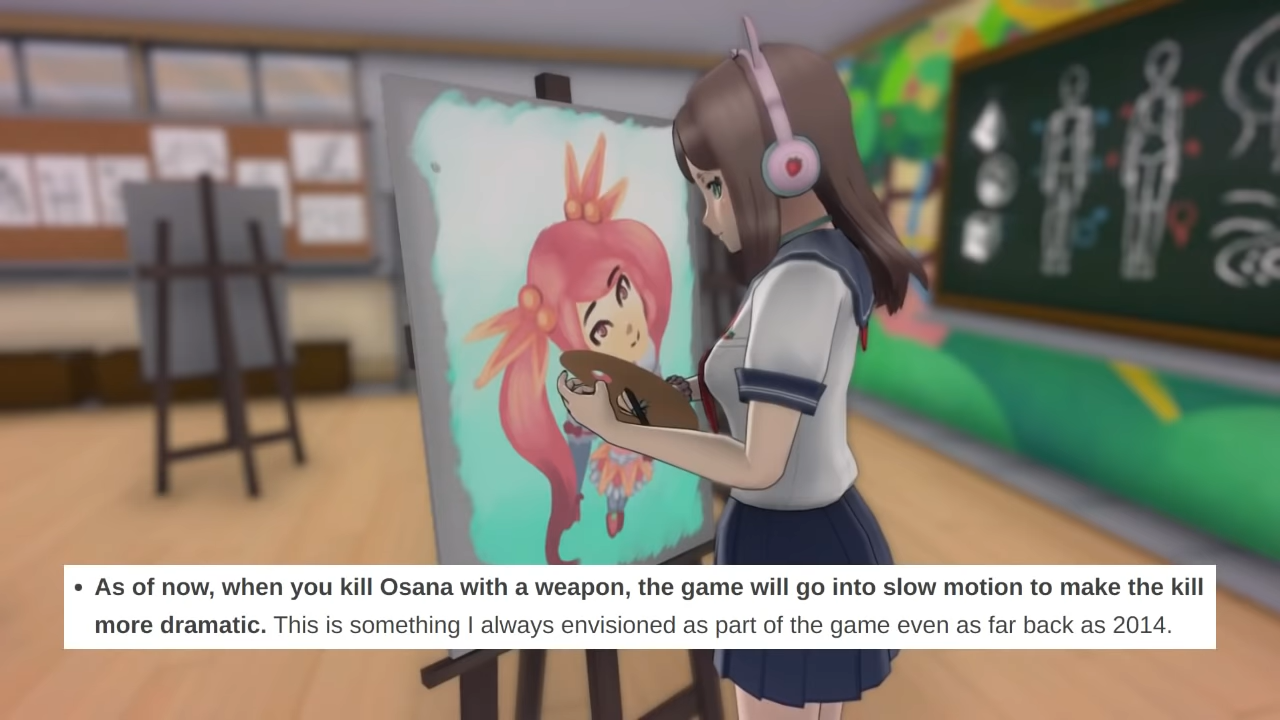 • As of now, when you kill Osana with a weapon, the game will go into slow motion to make the kill
more dramatic. This is something I always envisioned as part of the game even as far back as 2014.